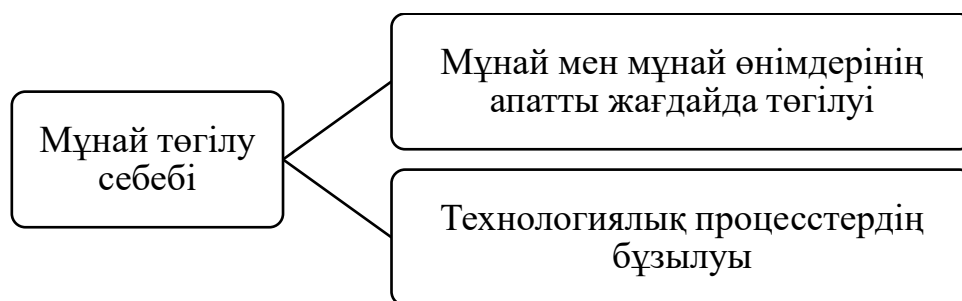 Мұнай төгілу
себебі
Мұнай мен мұнай өнімдерінің
апатты жағдайда төгілуі
Технологиялық процесстердің
бұзылуы